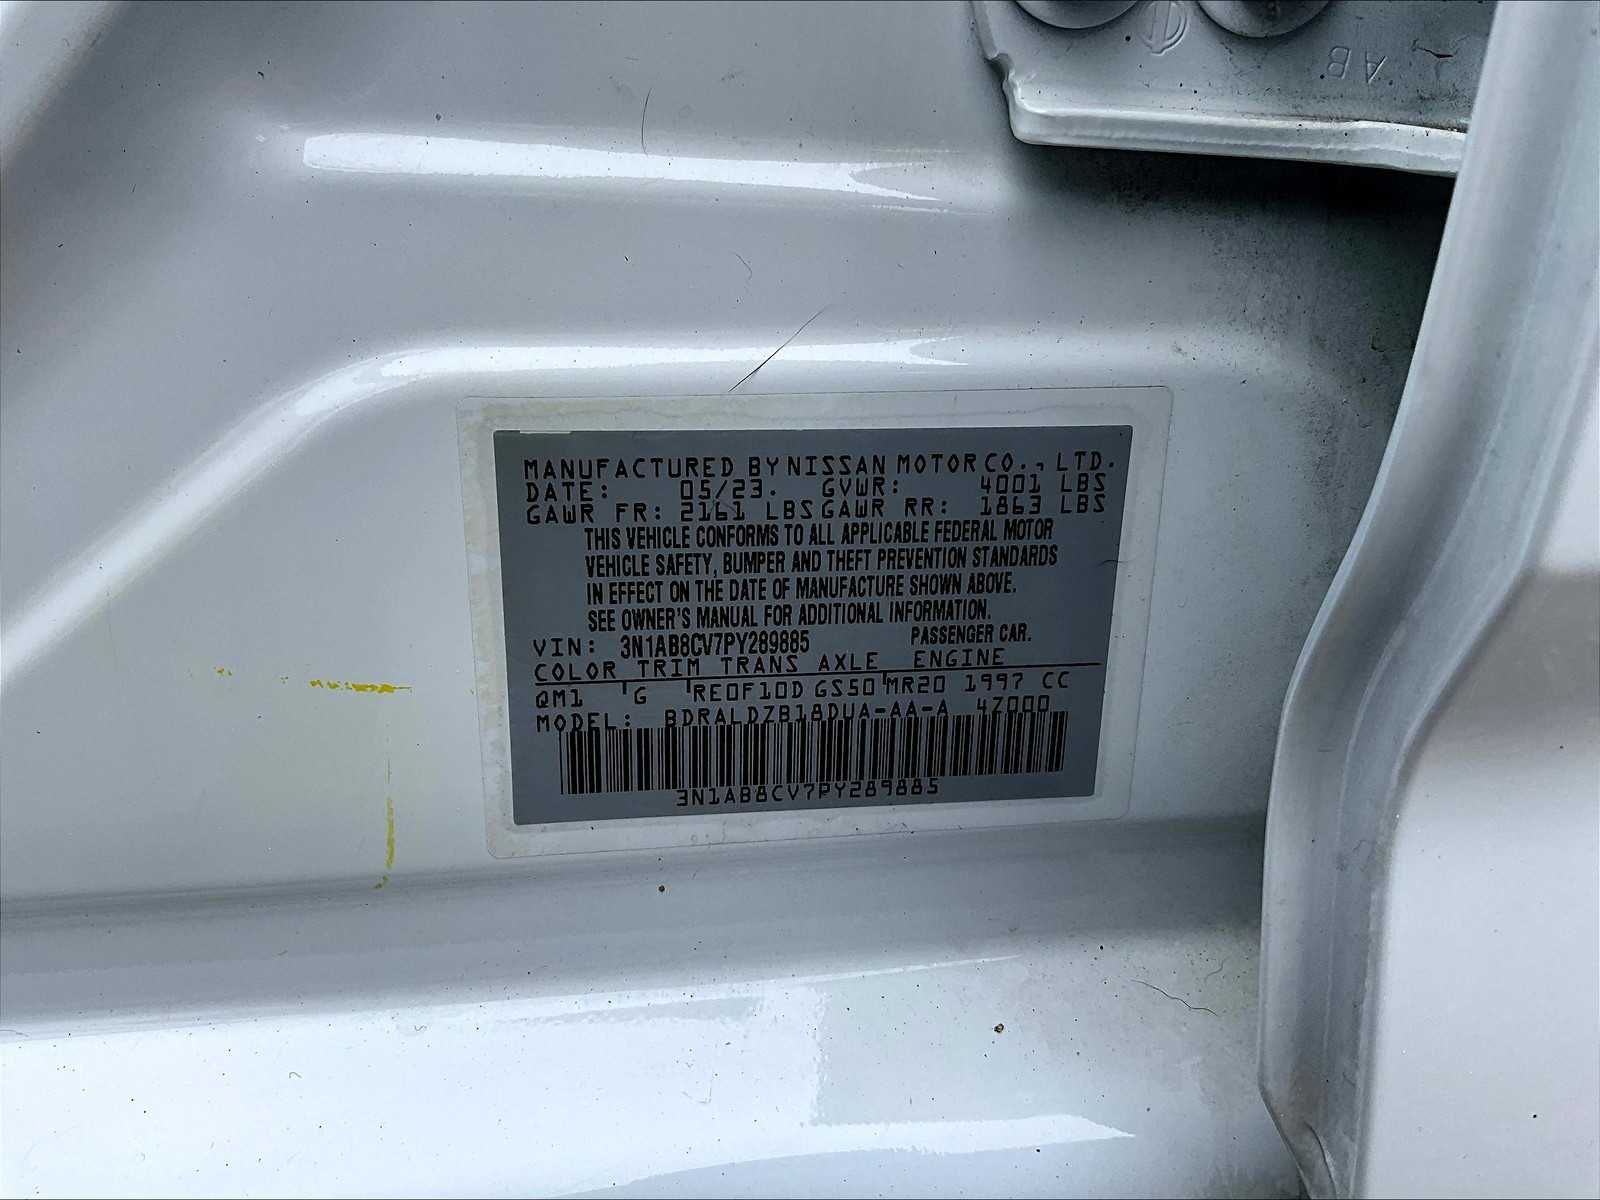 AB
MANUFACTURED BY NISSAN MOTOR CO., LTD.
DATE: 05/23. GVWR: 4001 LBS
GAWR FR: 2161 LBS GAWR RR: 1863 LBS
THIS VEHICLE CONFORMS TO ALL APPLICABLE FEDERAL MOTOR
VEHICLE SAFETY, BUMPER AND THEFT PREVENTION STANDARDS
IN EFFECT ON THE DATE OF MANUFACTURE SHOWN ABOVE.
SEE OWNER'S MANUAL FOR ADDITIONAL INFORMATION.
VIN: 3N1AB8CV7PY289885 PASSENGER CAR.
COLOR TRIM TRANS AXLE ENGINE
QM1 G RE0F10D GS50 MR20 1997 CC
MODEL: BDRALDZB18DUA-AA-A 4Z000
3N1AB8CV7PY289885